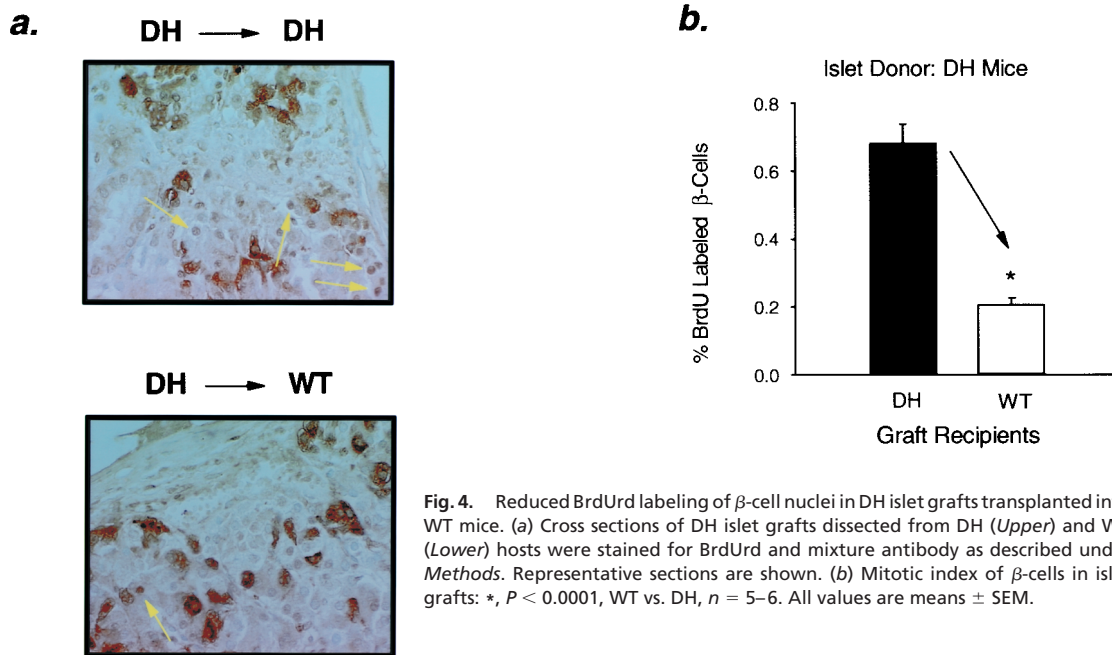 a.
DH → DH
DH → WT
b.
Islet Donor: DH Mice
% BrdU Labeled β-Cells
0.8
0.6
0.4
0.2
0.0
*
DH
WT
Graft Recipients
Fig. 4. Reduced BrdUrd labeling of β-cell nuclei in DH islet grafts transplanted in
WT mice. (a) Cross sections of DH islet grafts dissected from DH (Upper) and W
(Lower) hosts were stained for BrdUrd and mixture antibody as described und
Methods. Representative sections are shown. (b) Mitotic index of β-cells in isl
grafts: *, P < 0.0001, WT vs. DH, n = 5–6. All values are means ± SEM.